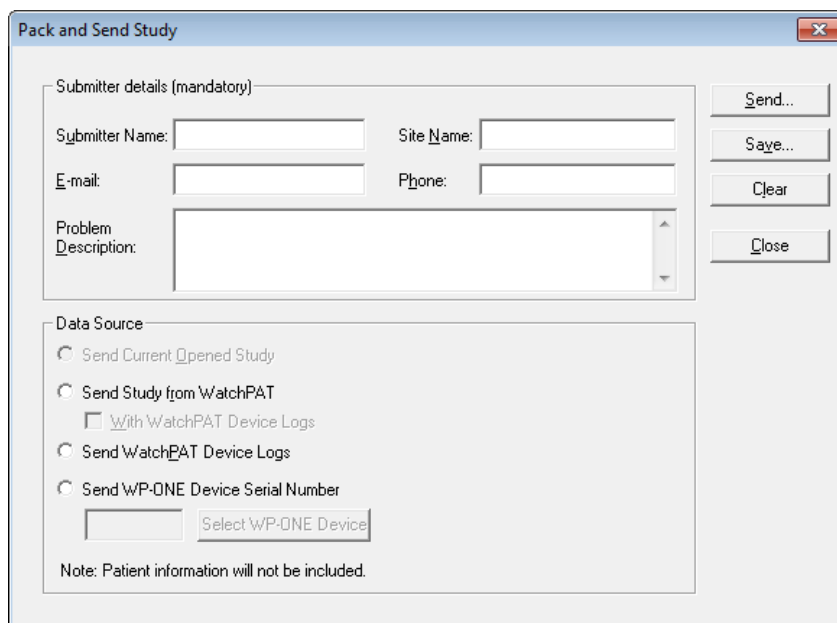 Pack and Send Study
Submitter details (mandatory)
Submitter Name:
Site Name:
E-mail:
Phone:
Problem
Description:
Send...
Save...
Clear
Close
Data Source
Send Current Opened Study
Send Study from WatchPAT
With WatchPAT Device Logs
Send WatchPAT Device Logs
Send WP-ONE Device Serial Number
Select WP-ONE Device
Note: Patient information will not be included.